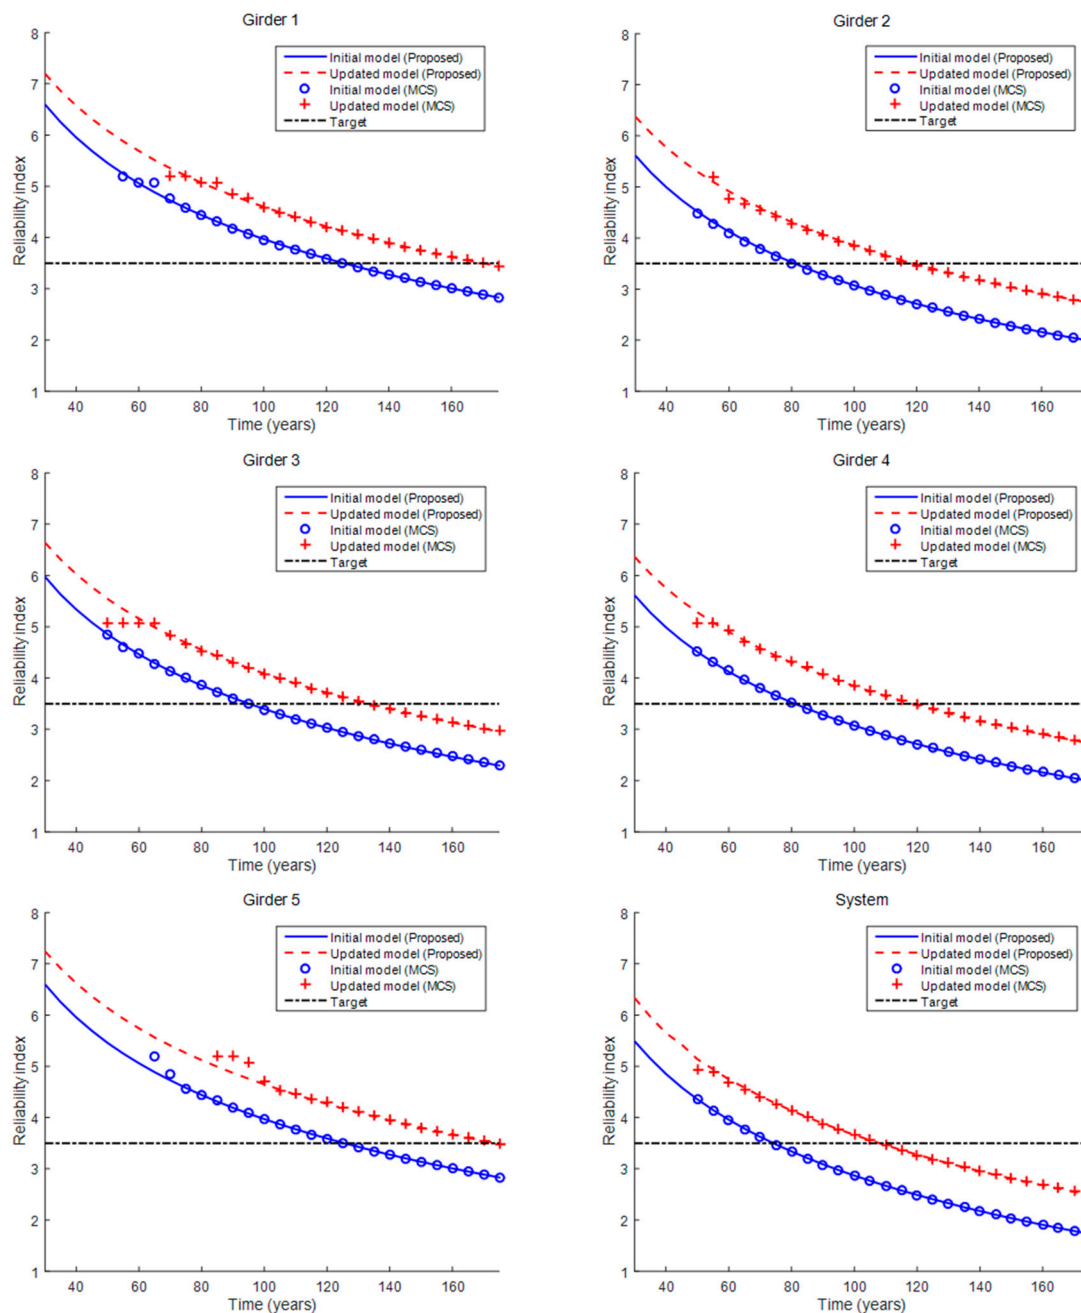 Girder 1
8
7
6
5
4
3
2
1
Reliability index
Initial model (Proposed)
Updated model (Proposed)
Initial model (MCS)
Updated model (MCS)
Target
40 60 80 100 120 140 160
Time (years)
Girder 2
8
7
6
5
4
3
2
1
Reliability index
Initial model (Proposed)
Updated model (Proposed)
Initial model (MCS)
Updated model (MCS)
Target
40 60 80 100 120 140 160
Time (years)
Girder 3
8
7
6
5
4
3
2
1
Reliability index
Initial model (Proposed)
Updated model (Proposed)
Initial model (MCS)
Updated model (MCS)
Target
40 60 80 100 120 140 160
Time (years)
Girder 4
8
7
6
5
4
3
2
1
Reliability index
Initial model (Proposed)
Updated model (Proposed)
Initial model (MCS)
Updated model (MCS)
Target
40 60 80 100 120 140 160
Time (years)
Girder 5
8
7
6
5
4
3
2
1
Reliability index
Initial model (Proposed)
Updated model (Proposed)
Initial model (MCS)
Updated model (MCS)
Target
40 60 80 100 120 140 160
Time (years)
System
8
7
6
5
4
3
2
1
Reliability index
Initial model (Proposed)
Updated model (Proposed)
Initial model (MCS)
Updated model (MCS)
Target
40 60 80 100 120 140 160
Time (years)